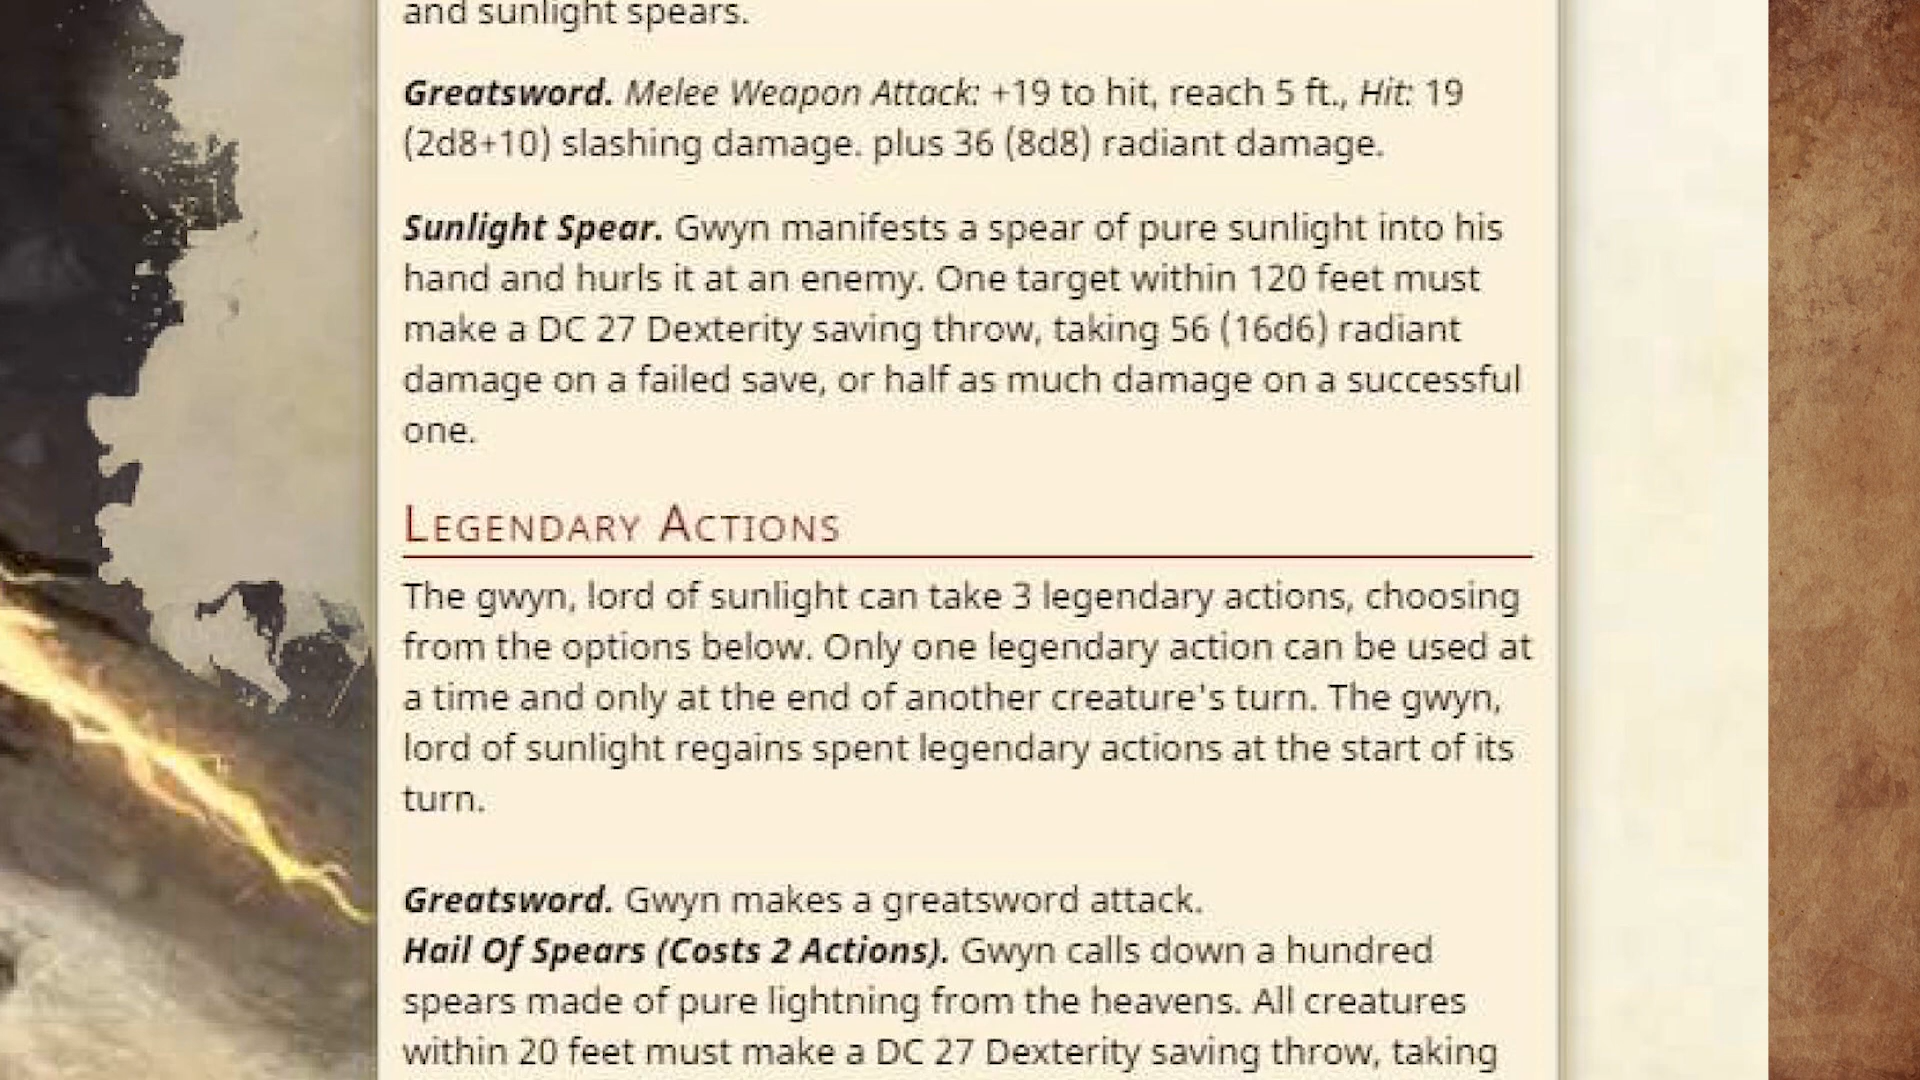 and sunlight spears.
Greatsword. Melee Weapon Attack: +19 to hit, reach 5 ft., Hit: 19
(2d8+10) slashing damage. plus 36 (8d8) radiant damage.
Sunlight Spear. Gwyn manifests a spear of pure sunlight into his
hand and hurls it at an enemy. One target within 120 feet must
make a DC 27 Dexterity saving throw, taking 56 (16d6) radiant
damage on a failed save, or half as much damage on a successful
one.
Legendary Actions
The gwyn, lord of sunlight can take 3 legendary actions, choosing
from the options below. Only one legendary action can be used at
a time and only at the end of another creature's turn. The gwyn,
lord of sunlight regains spent legendary actions at the start of its
turn.
Greatsword. Gwyn makes a greatsword attack.
Hail Of Spears (Costs 2 Actions). Gwyn calls down a hundred
spears made of pure lightning from the heavens. All creatures
within 20 feet must make a DC 27 Dexterity saving throw, taking